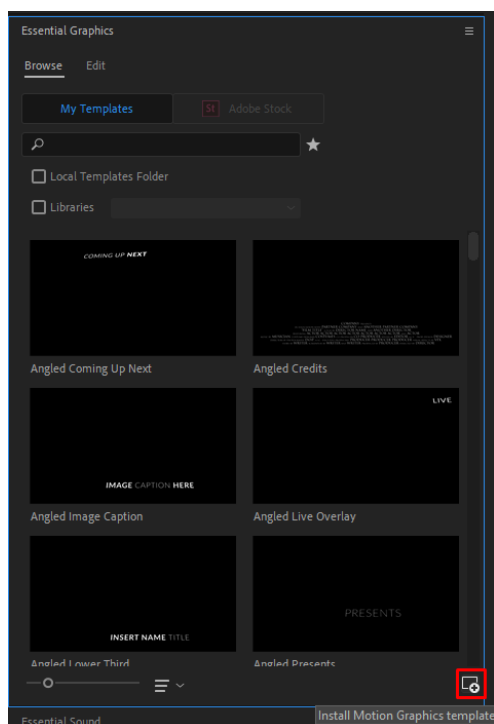 Essential Graphics
Browse Edit
My Templates St Adobe Stock
Local Templates Folder
Libraries
COMING UP NEXT
Angled Coming Up Next
Angled Credits
IMAGE CAPTION HERE
Angled Image Caption
LIVE
Angled Live Overlay
INSERT NAME TITLE
Angled Lower Third
PRESENTS
Angled Presents
Install Motion Graphics template
Essential Sound